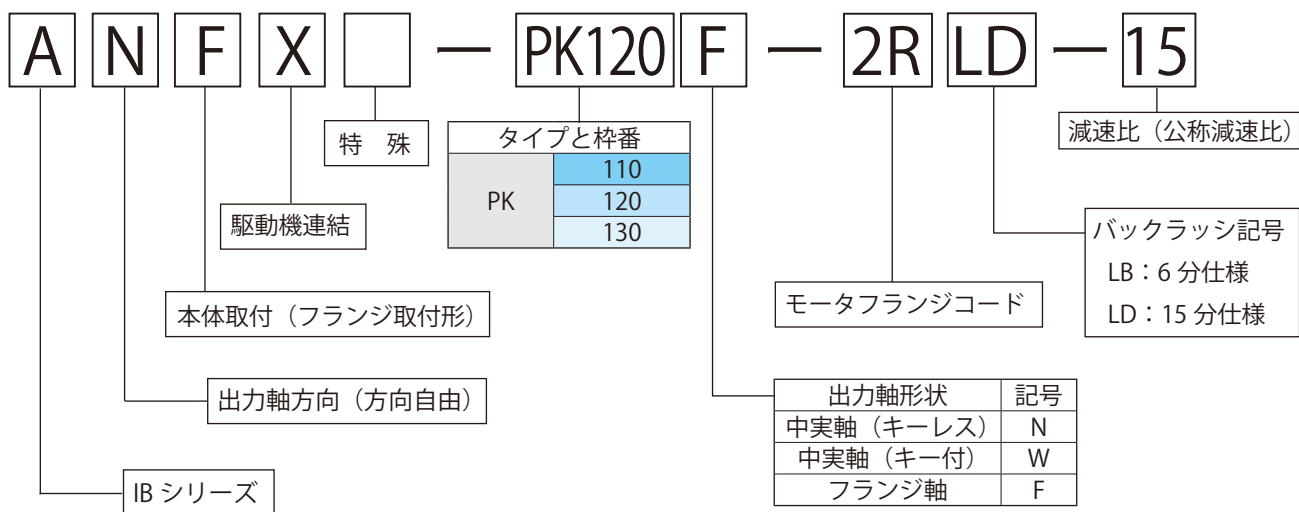 A N F X — PK120 F — 2R LD — 15
特 殊
タイプと枠番
PK
110
120
130
減速比（公称減速比）
駆動機連結
バックラッシ記号
LB：6 分仕様
LD：15 分仕様
本体取付（フランジ取付形）
モータフランジコード
出力軸方向（方向自由）
出力軸形状 記号
中実軸（キーレス） N
中実軸（キー付） W
フランジ軸 F
IB シリーズ